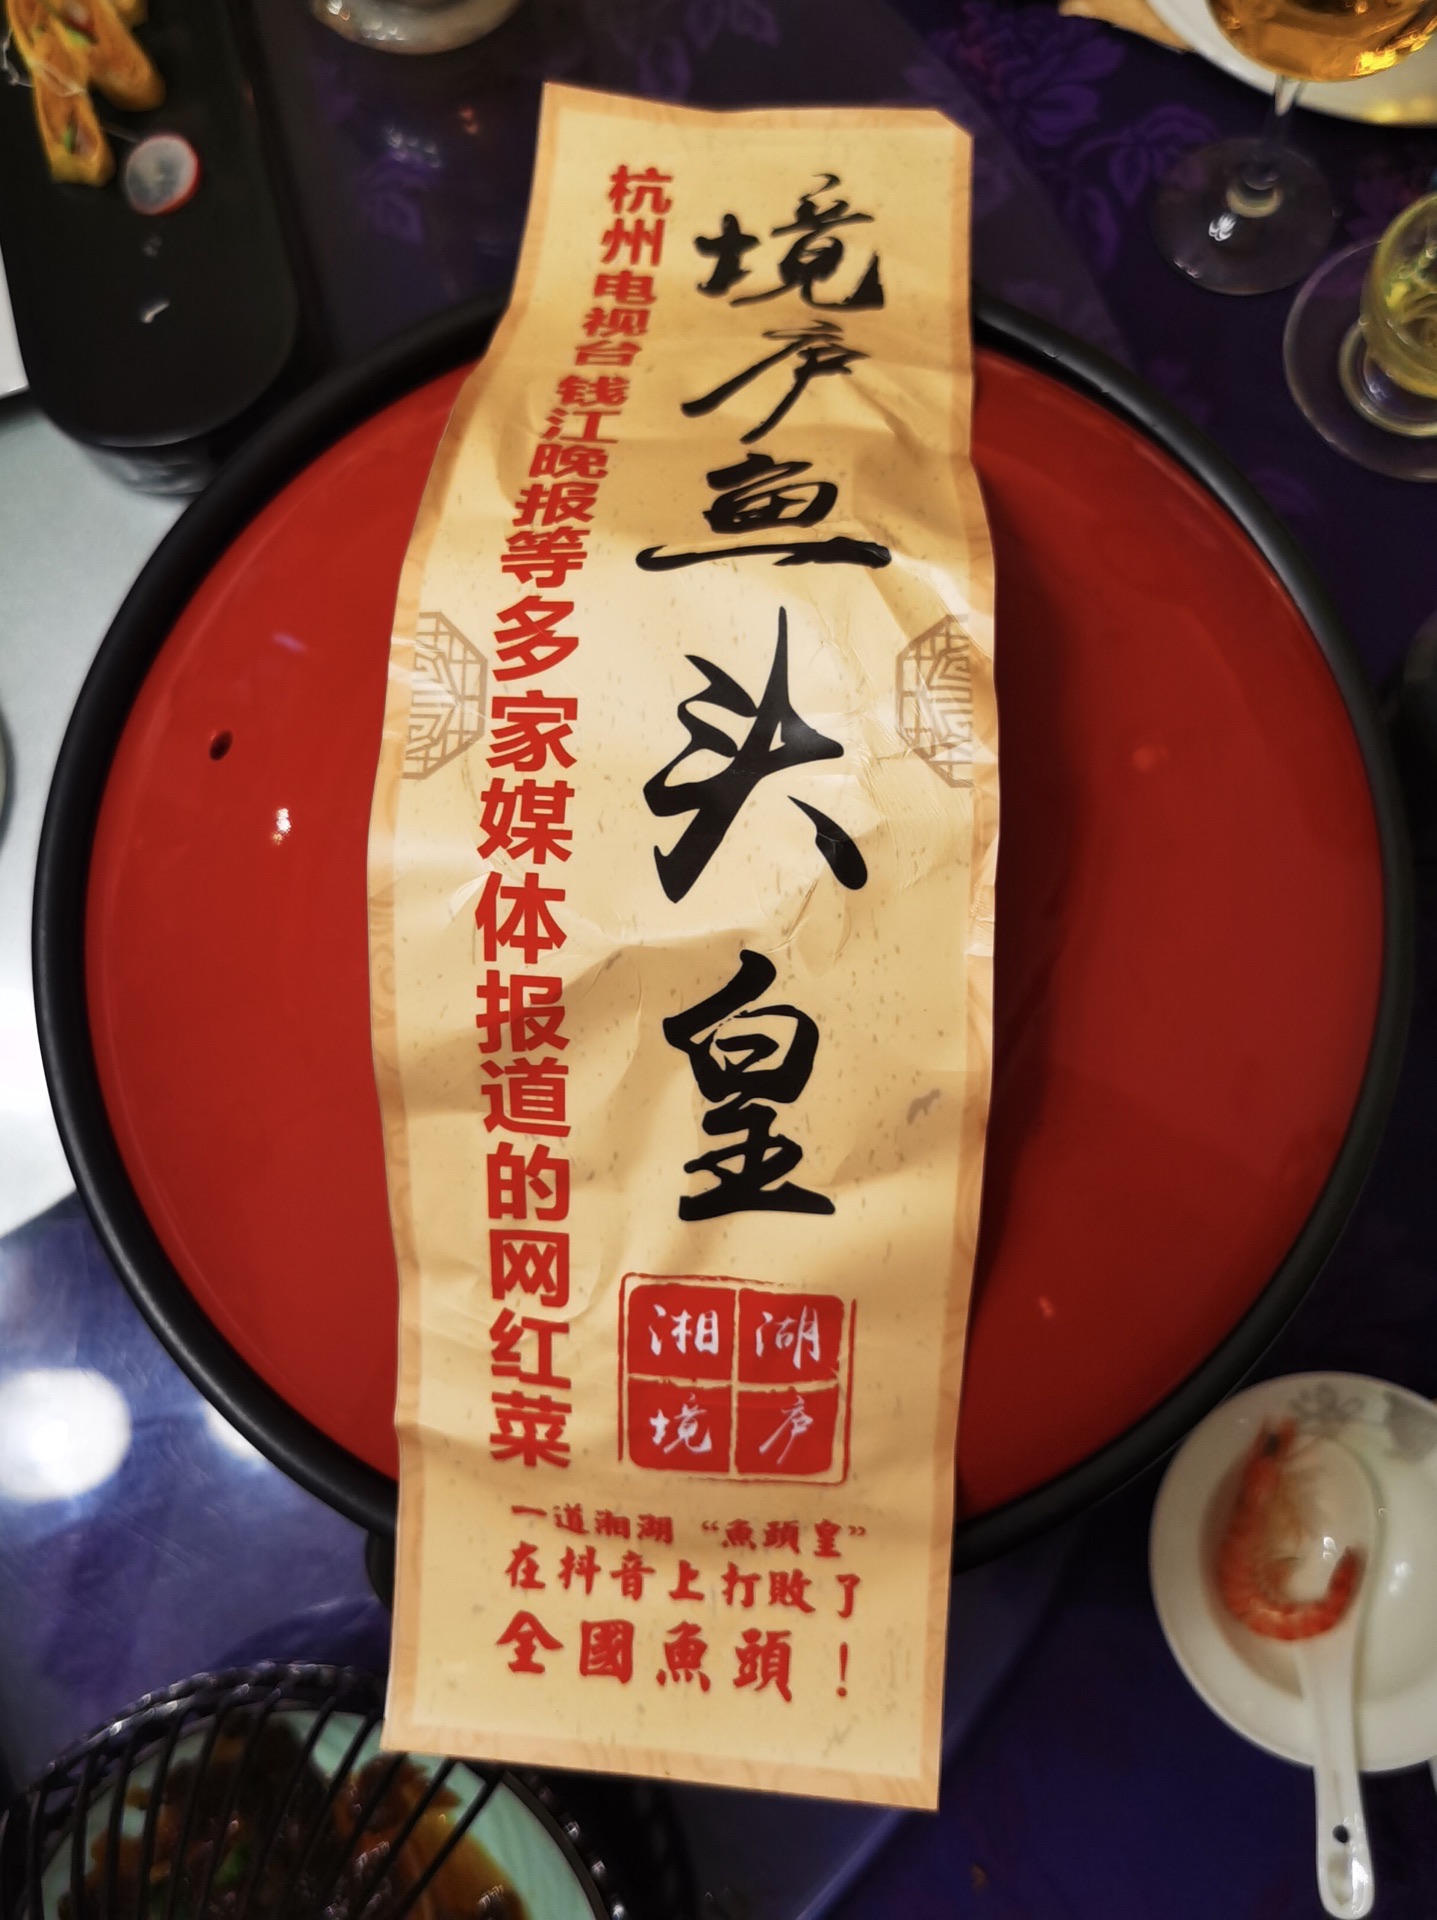 境庐鱼头皇
杭州电视台 钱江晚报等多家媒体报道的网红菜
湘湖
境庐
一道湘湖“魚頭皇”
在抖音上打敗了
全國魚頭！